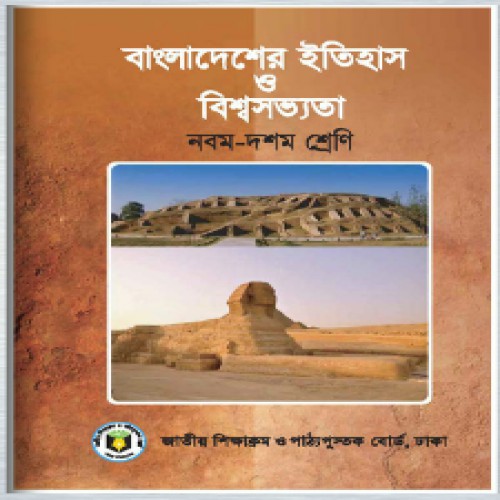 বাংলাদেশের ইতিহাস
ও
বিশ্বসভ্যতা
নবম-দশম শ্রেণি
জাতীয় শিক্ষাক্রম ও পাঠ্যপুস্তক বোর্ড, ঢাকা